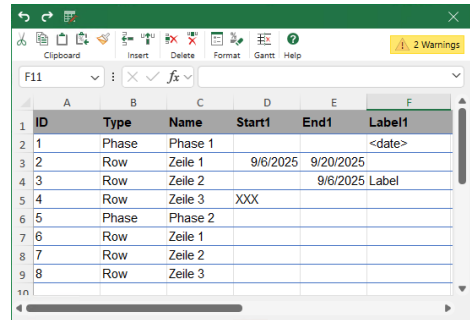 Clipboard Insert Delete Format Gantt Help
2 Warnings
F11 fx
A B C D E F
1 ID Type Name Start1 End1 Label1
2 1 Phase Phase 1 <date>
3 2 Row Zeile 1 9/6/2025 9/20/2025
4 3 Row Zeile 2 9/6/2025 Label
5 4 Row Zeile 3 XXX
6 5 Phase Phase 2
7 6 Row Zeile 1
8 7 Row Zeile 2
9 8 Row Zeile 3
10